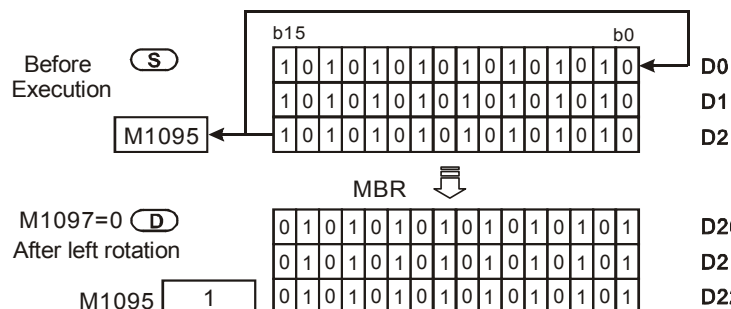 b15 b0
Before Execution S
1 0 1 0 1 0 1 0 1 0 1 0 1 0 1 0 D0
1 0 1 0 1 0 1 0 1 0 1 0 1 0 1 0 D1
M1095 1 0 1 0 1 0 1 0 1 0 1 0 1 0 1 0 D2
MBR
M1097=0 D
After left rotation
0 1 0 1 0 1 0 1 0 1 0 1 0 1 0 1 D20
0 1 0 1 0 1 0 1 0 1 0 1 0 1 0 1 D2
M1095 1 0 1 0 1 0 1 0 1 0 1 0 1 0 1 0 1 D22